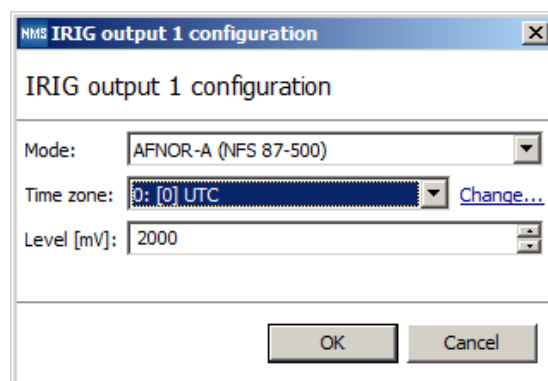 NMS IRIG output 1 configuration
IRIG output 1 configuration
Mode: AFNOR-A (NFS 87-500)
Time zone: 0: [0] UTC Change...
Level [mV]: 2000
OK Cancel